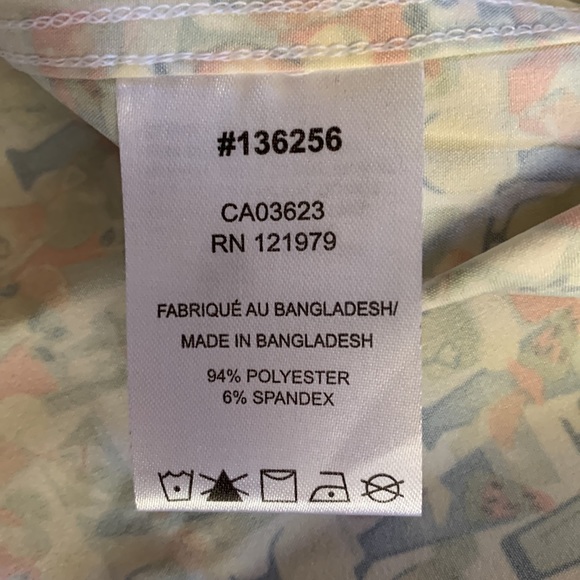 #136256
CA03623
RN 121979
FABRIQUÉ AU BANGLADESH/
MADE IN BANGLADESH
94% POLYESTER
6% SPANDEX